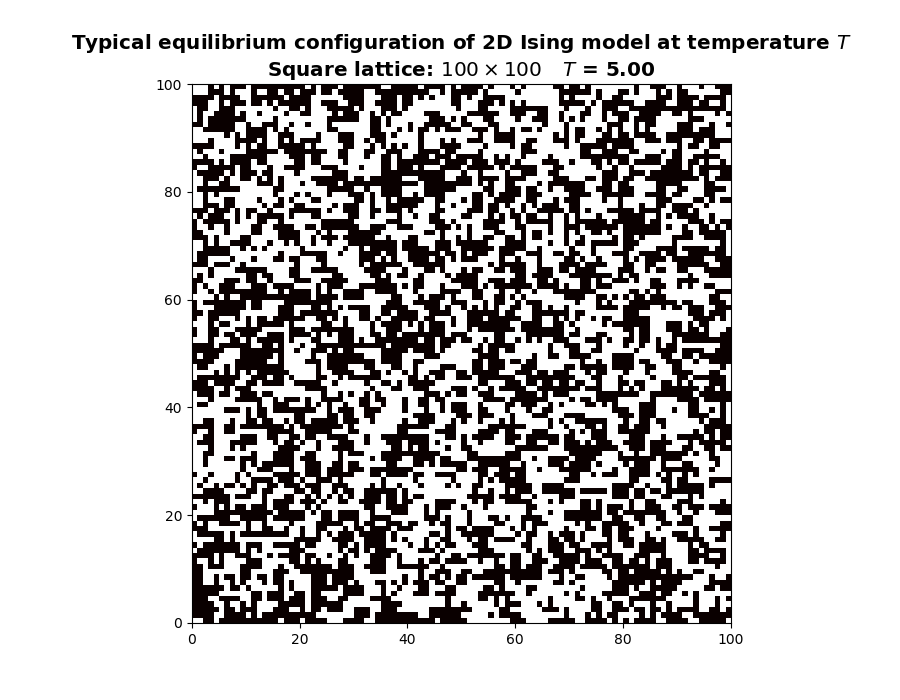 Typical equilibrium configuration of 2D Ising model at temperature T
Square lattice: 100 × 100 T = 5.00
100
80
60
40
20
0
0 20 40 60 80 100